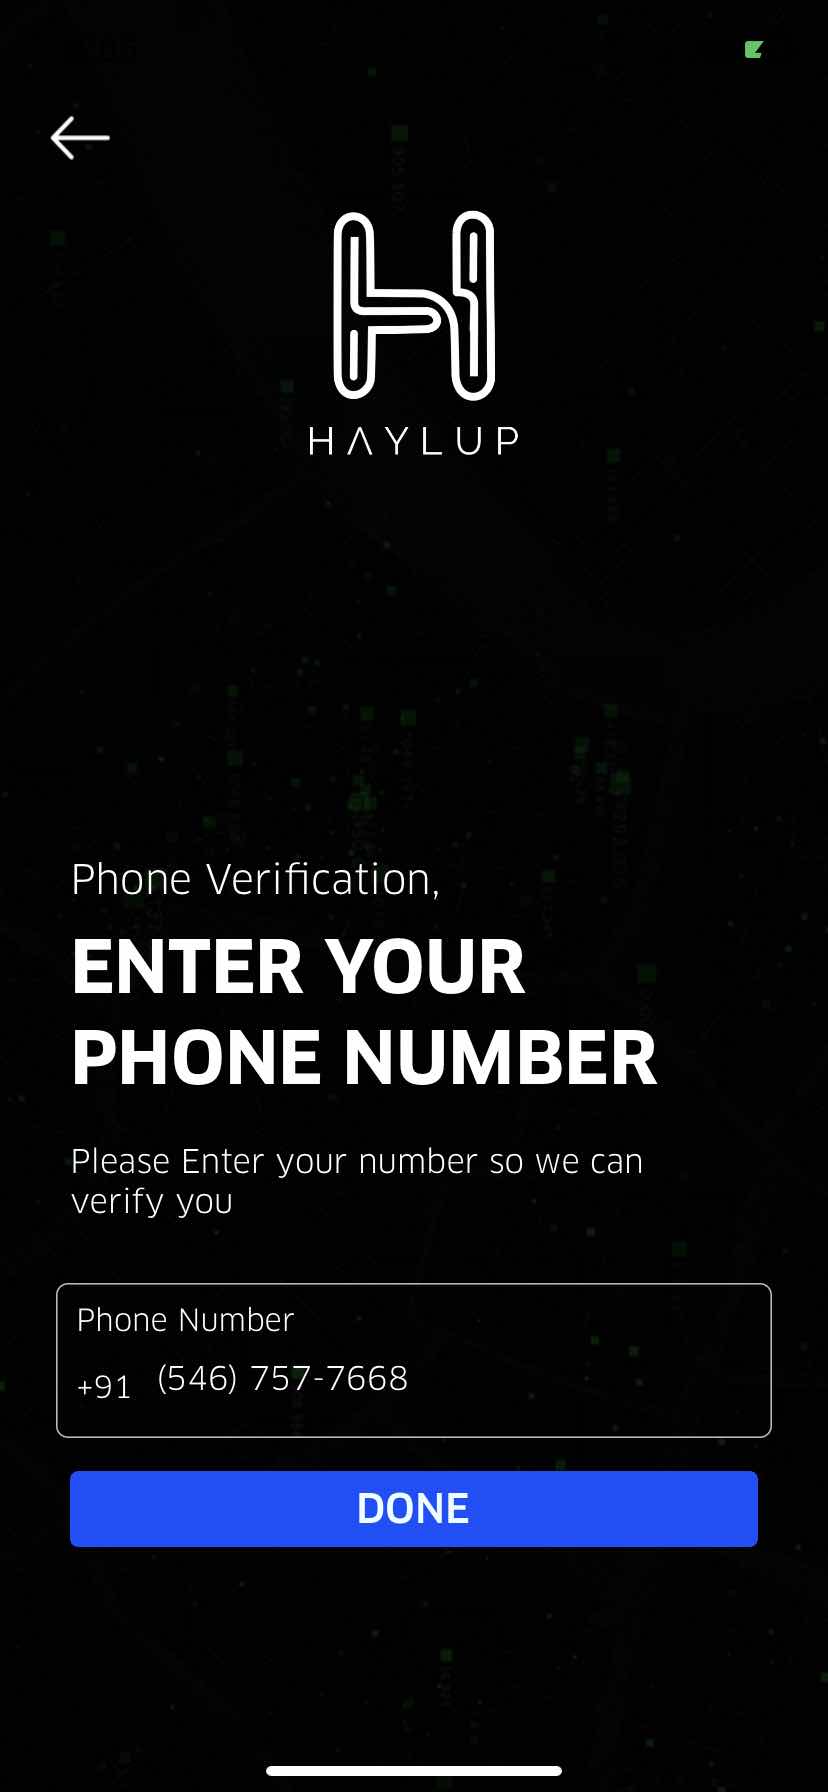 HAYLUP
Phone Verification,
ENTER YOUR
PHONE NUMBER
Please Enter your number so we can
verify you
Phone Number
+91 (546) 757-7668
DONE